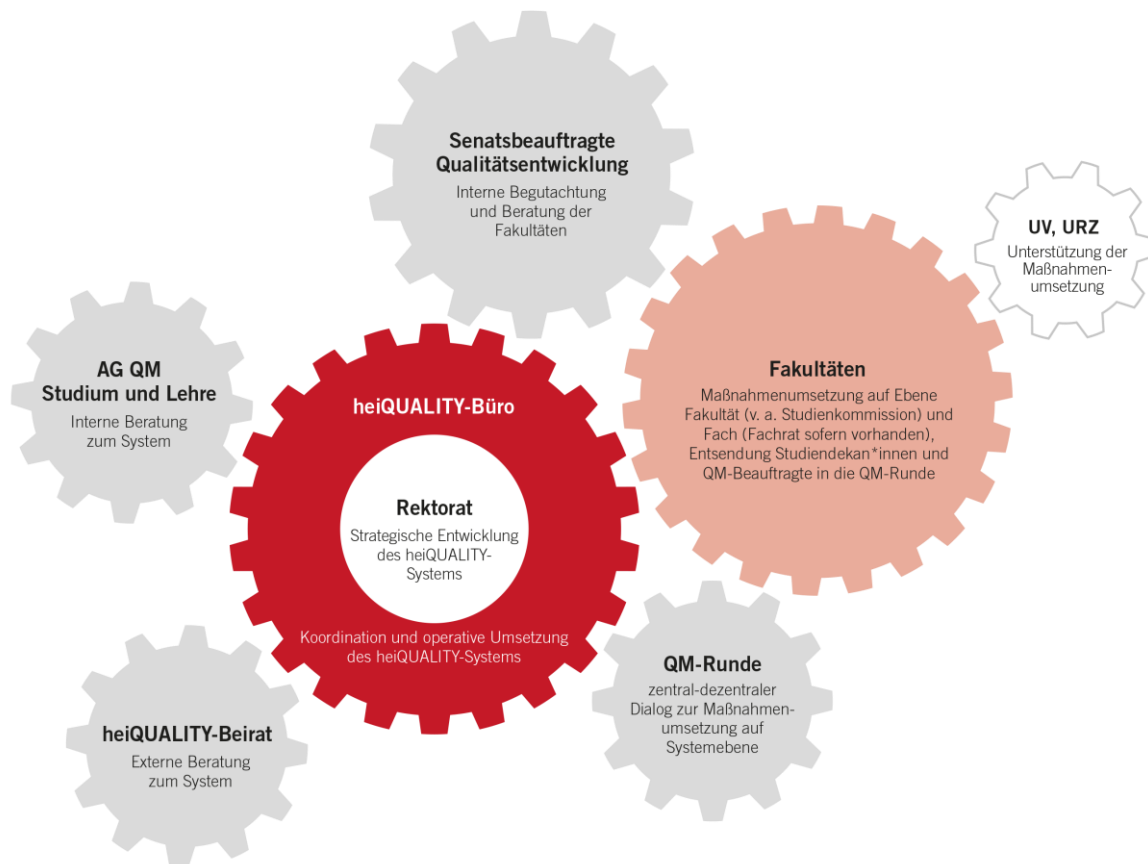 Senatsbeauftragte
Qualitätsentwicklung
Interne Begutachtung
und Beratung der
Fakultäten
UV, URZ
Unterstützung der
Maßnahmen-
umsetzung
AG QM
Studium und Lehre
Interne Beratung
zum System
heiQUALITY-Büro
Rektorat
Strategische Entwicklung
des heiQUALITY-
Systems
Koordination und operative Umsetzung
des heiQUALITY-Systems
Fakultäten
Maßnahmenumsetzung auf Ebene
Fakultät (v. a. Studienkommission) und
Fach (Fachrat sofern vorhanden),
Entsendung Studiendekan*innen und
QM-Beauftragte in die QM-Runde
heiQUALITY-Beirat
Externe Beratung
zum System
QM-Runde
zentral-dezentraler
Dialog zur Maßnahmen-
umsetzung auf
Systemebene